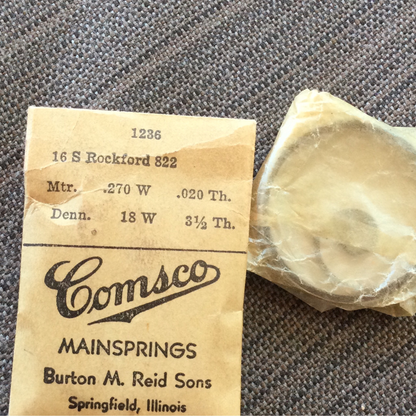 1236
16 S Rockford 822
Mtr. .270 W .020 Th.
Denn. 18 W 3½ Th.
Comsco
MAINSPRINGS
Burton M. Reid Sons
Springfield, Illinois